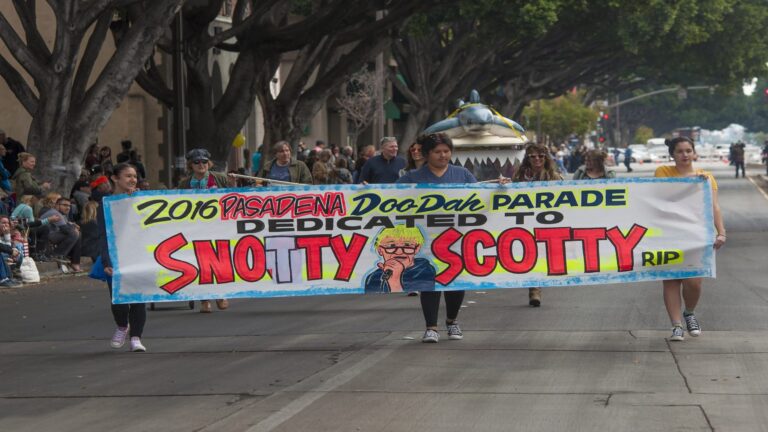 2016 PASADENA DooDah PARADE
DEDICATED TO
SNOTTY SCOTTY RIP